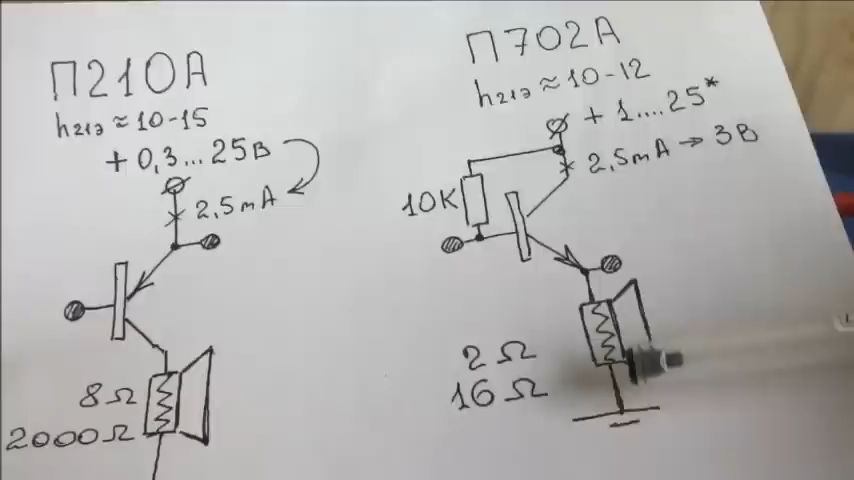 П210А
h21э ≈ 10-15
+ 0,3...25В
2,5mA
8Ω
2000Ω
П702А
h21э ≈ 10-12
+ 1....25*
2,5mA → 3В
10К
2Ω
16Ω